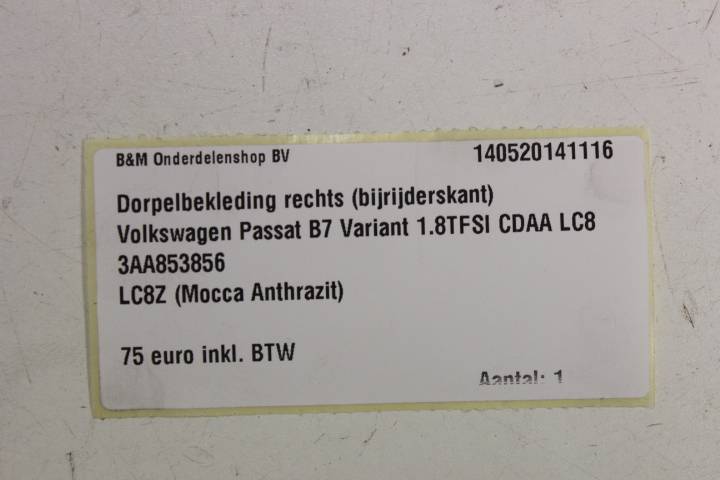 B&M Onderdelenshop BV 140520141116
Dorpelbekleding rechts (bijrijderskant)
Volkswagen Passat B7 Variant 1.8TFSI CDAA LC8
3AA853856
LC8Z (Mocca Anthrazit)
75 euro inkl. BTW
Aantal: 1